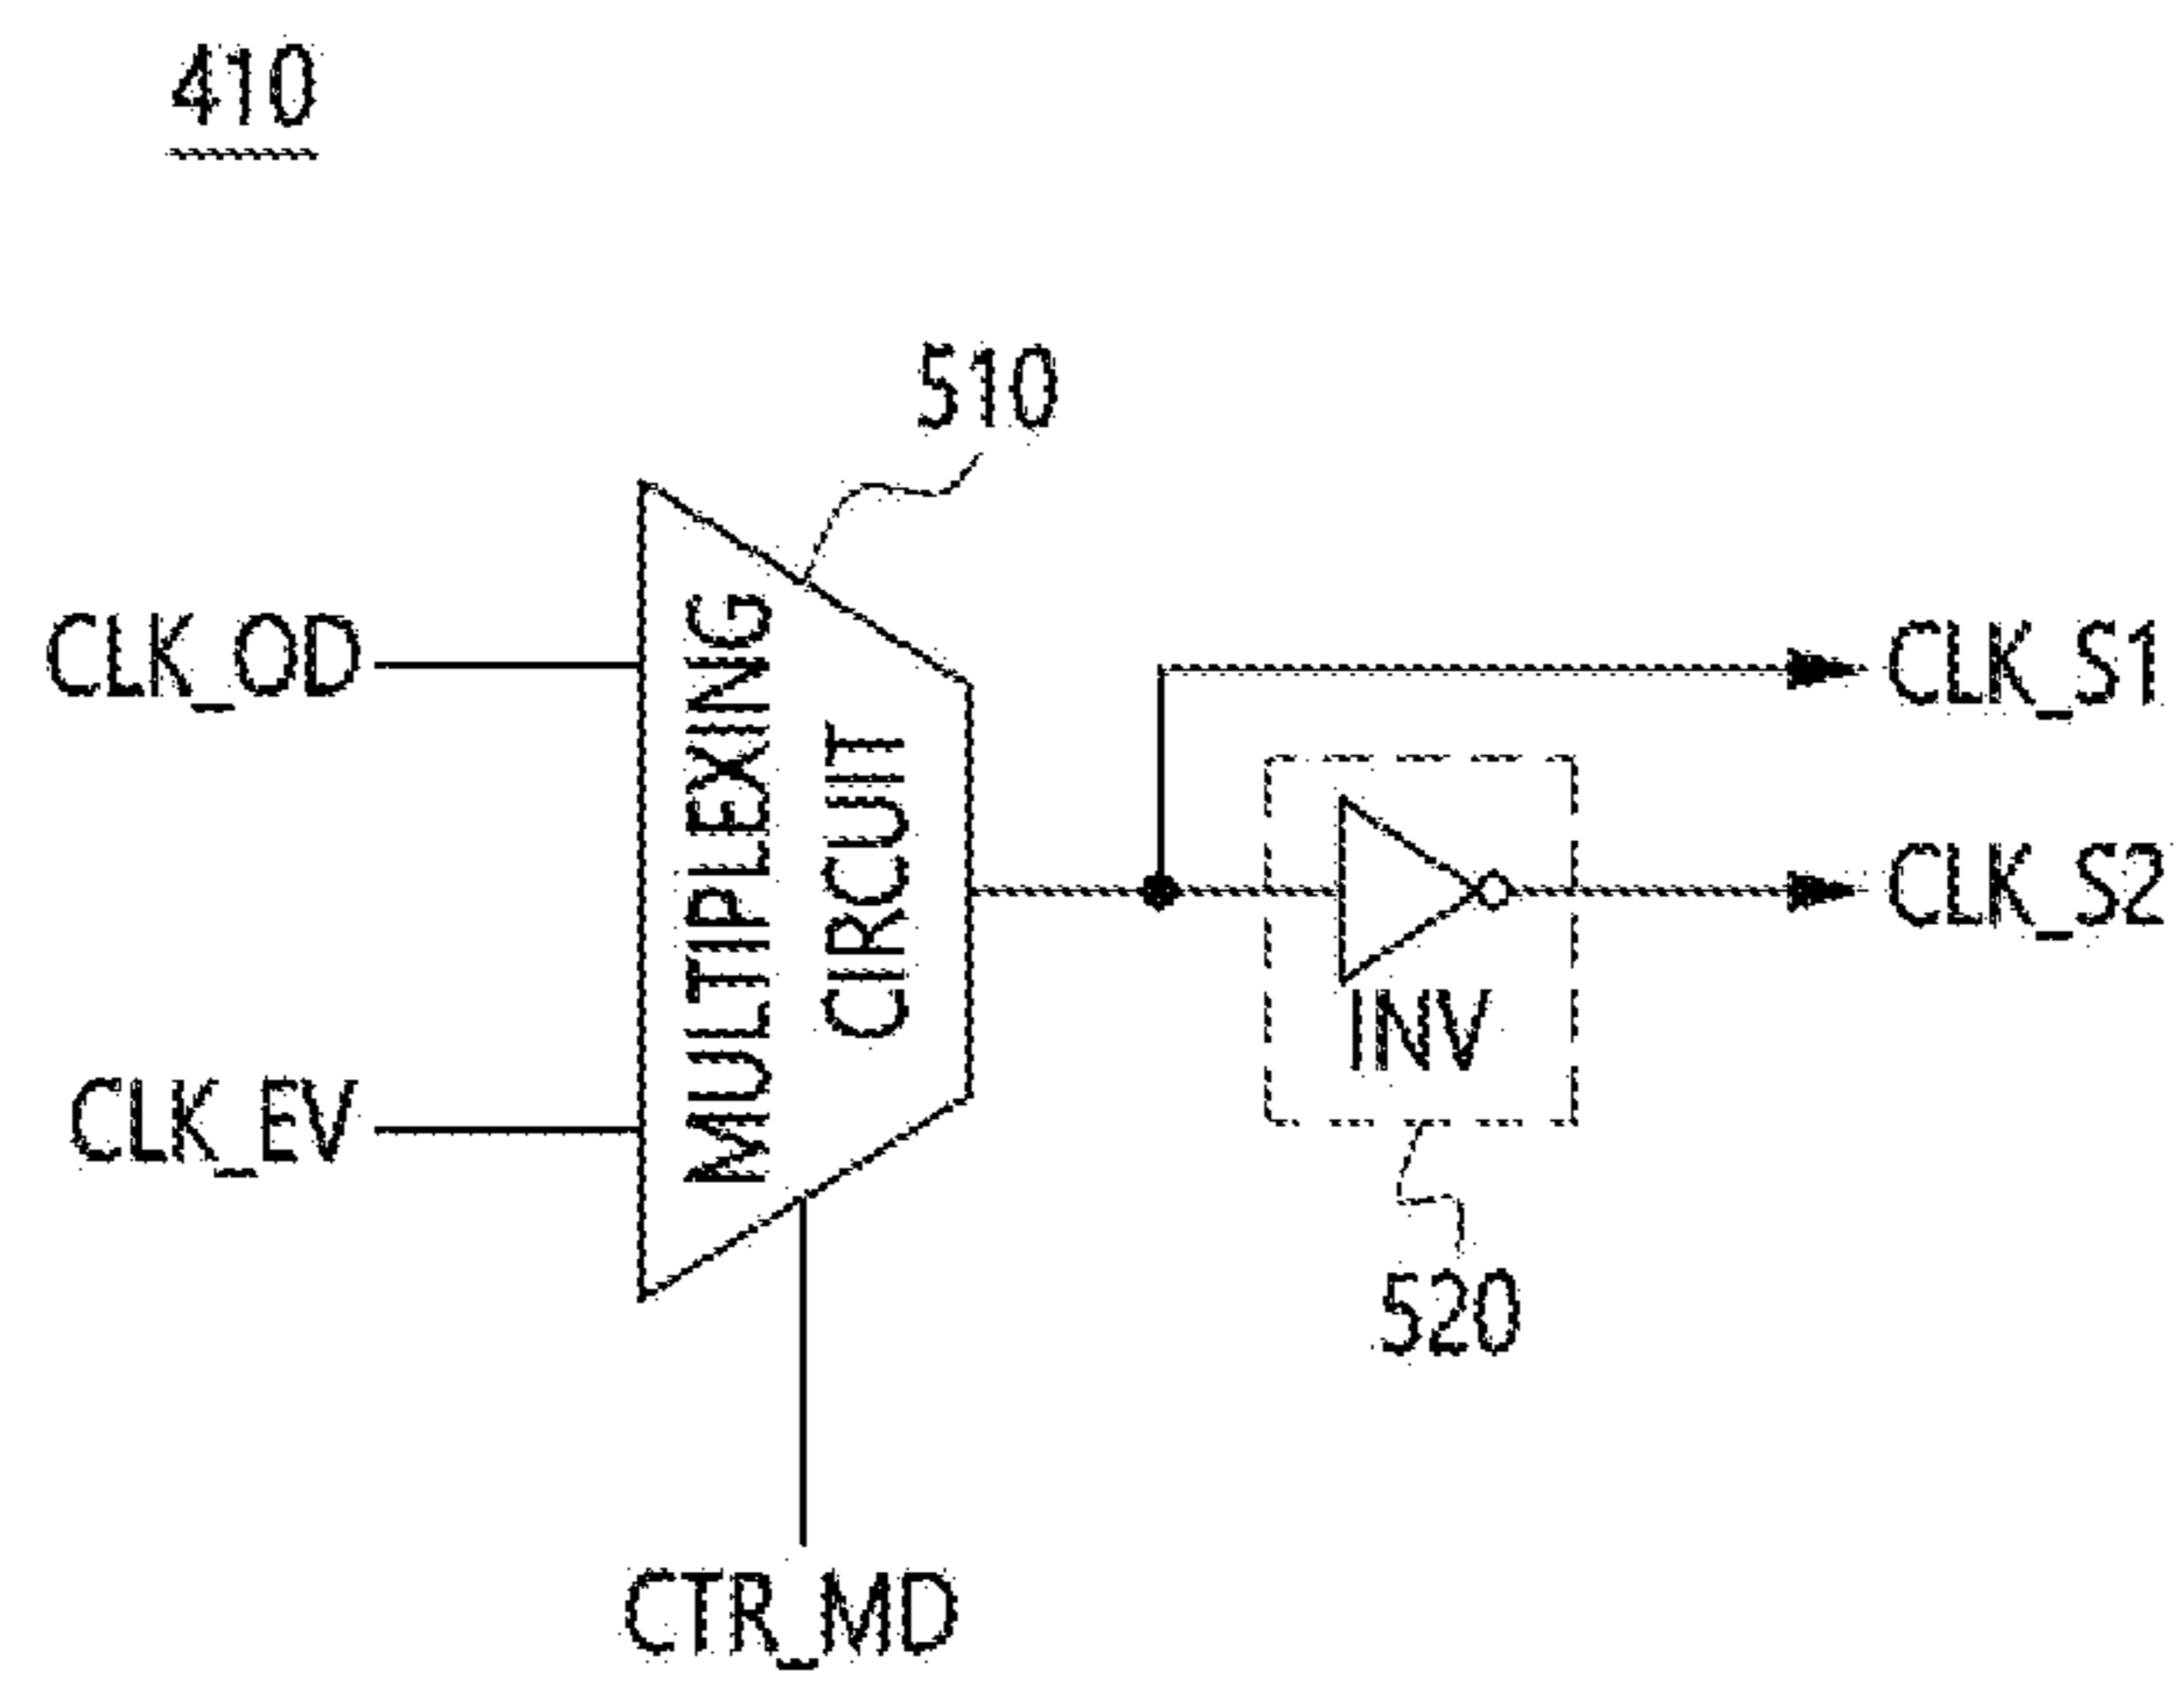 410
510
CLK_OD
MULTIPLEXING
CIRCUIT
CLK_S1
CLK_S2
INV
CLK_EV
520
CTR_MD